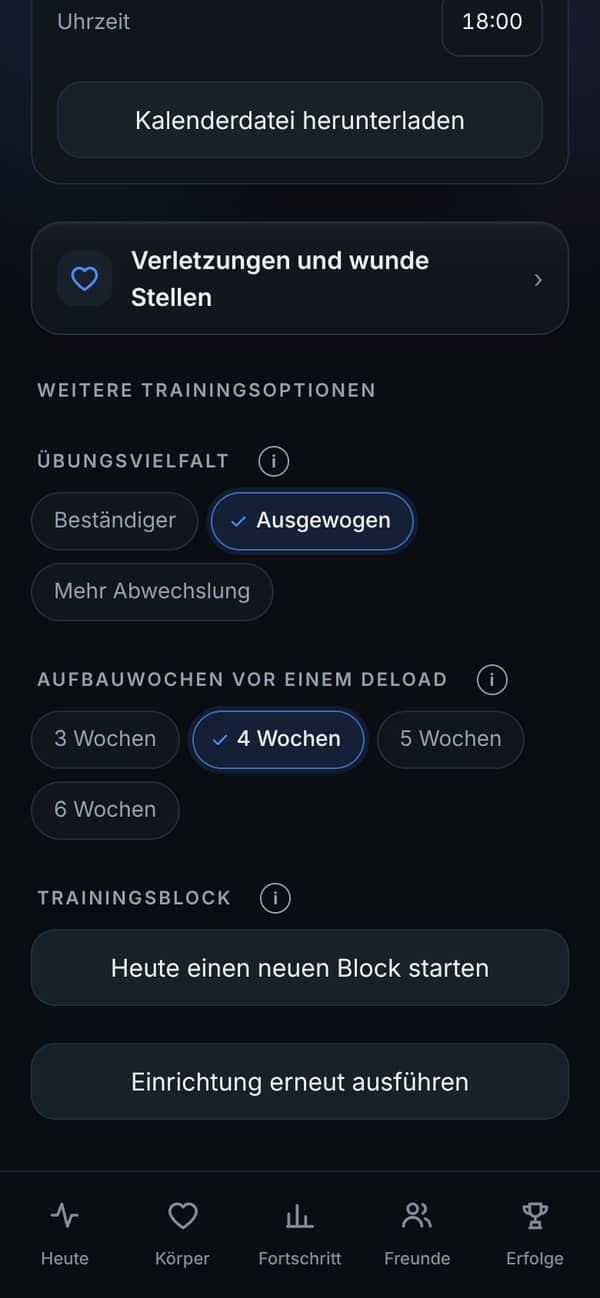 Uhrzeit
18:00
Kalenderdatei herunterladen
Verletzungen und wunde
Stellen
WEITERE TRAININGSOPTIONEN
ÜBUNGSVIELFALT i
Beständiger
Ausgewogen
Mehr Abwechslung
AUFBAUWOCHEN VOR EINEM DELOAD i
3 Wochen
4 Wochen
5 Wochen
6 Wochen
TRAININGSBLOCK i
Heute einen neuen Block starten
Einrichtung erneut ausführen
Heute
Körper
Fortschritt
Freunde
Erfolge